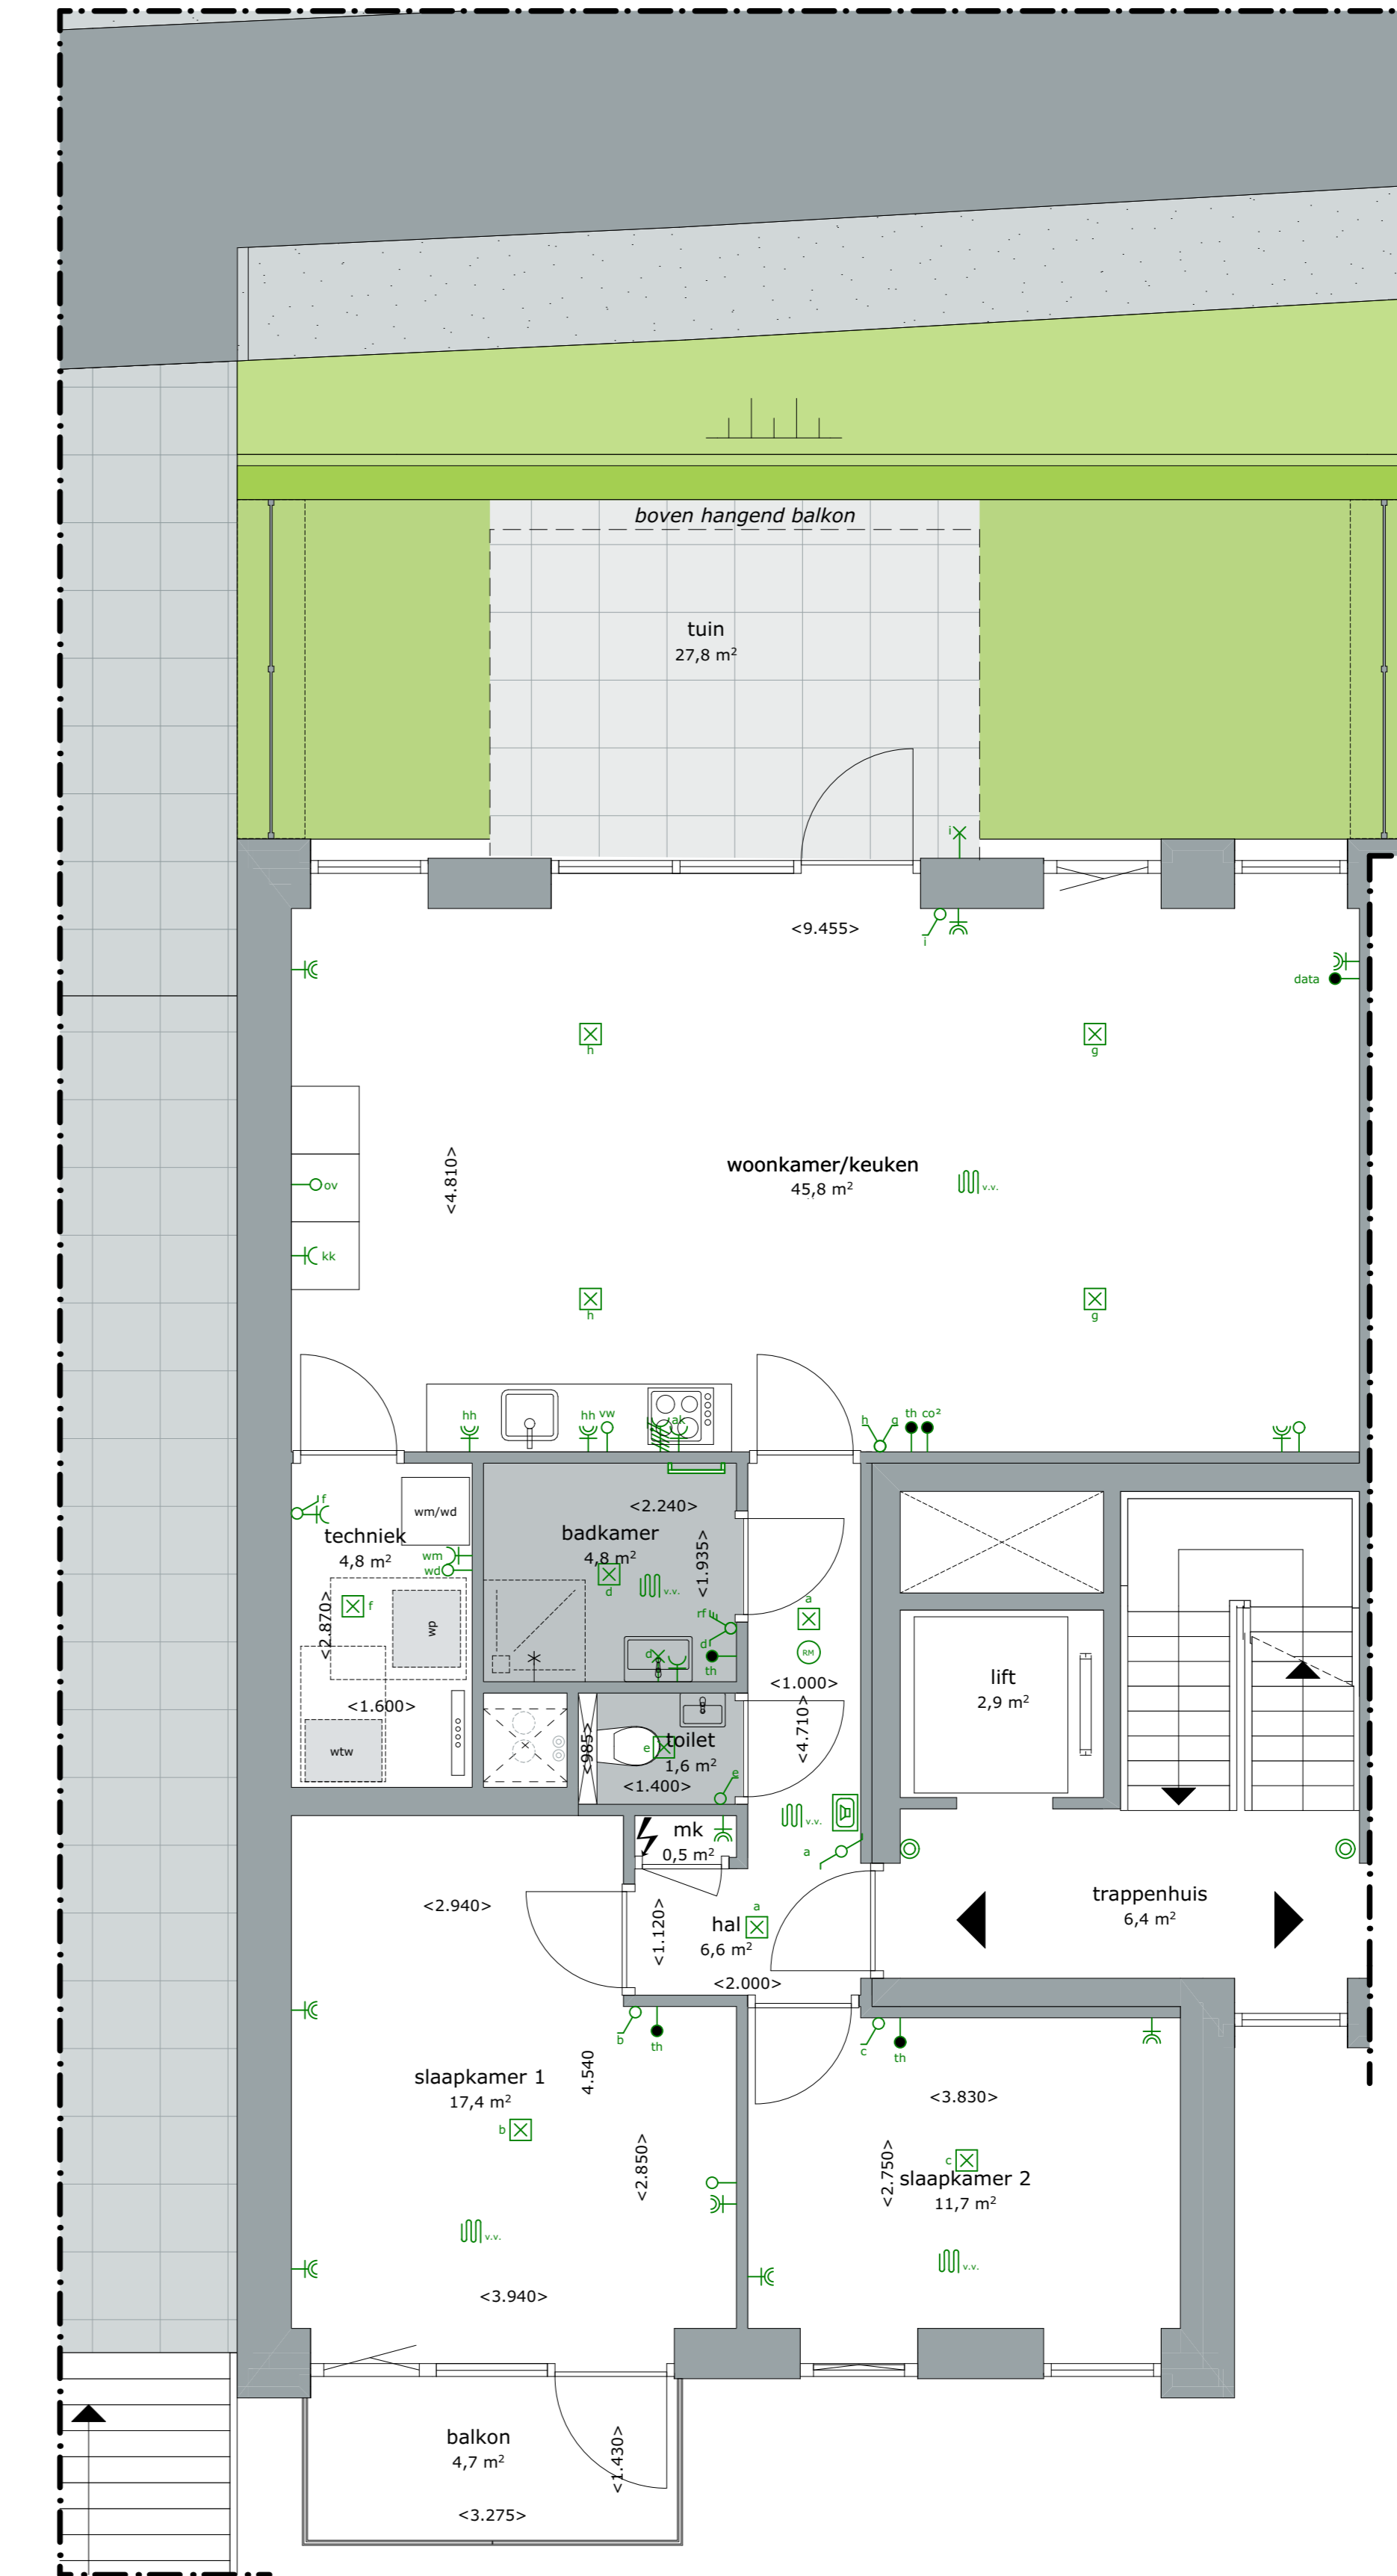 boven hangend balkon
tuin
27,8 m²
i
<9.455>
i
data
h
g
<4.810>
woonkamer/keuken
45,8 m²
v.v.
ov
kk
h
g
hh
hh
vw
ak
h
g
th
co²
f
wm/wd
techniek
4,8 m²
wm
wd
f
wp
<2.870>
<1.600>
wtw
<2.240>
badkamer
4,8 m²
<1.935>
d
v.v.
rf
d
d
th
a
RM
<1.000>
<4.710>
lift
2,9 m²
<985>
e
toilet
1,6 m²
<1.400>
e
v.v.
mk
0,5 m²
a
trappenhuis
6,4 m²
<2.940>
<1.120>
hal
a
6,6 m²
<2.000>
b
th
c
th
slaapkamer 1
17,4 m²
4.540
b
<2.850>
v.v.
<3.940>
<3.830>
<2.750>
c
slaapkamer 2
11,7 m²
v.v.
balkon
4,7 m²
<1.430>
<3.275>